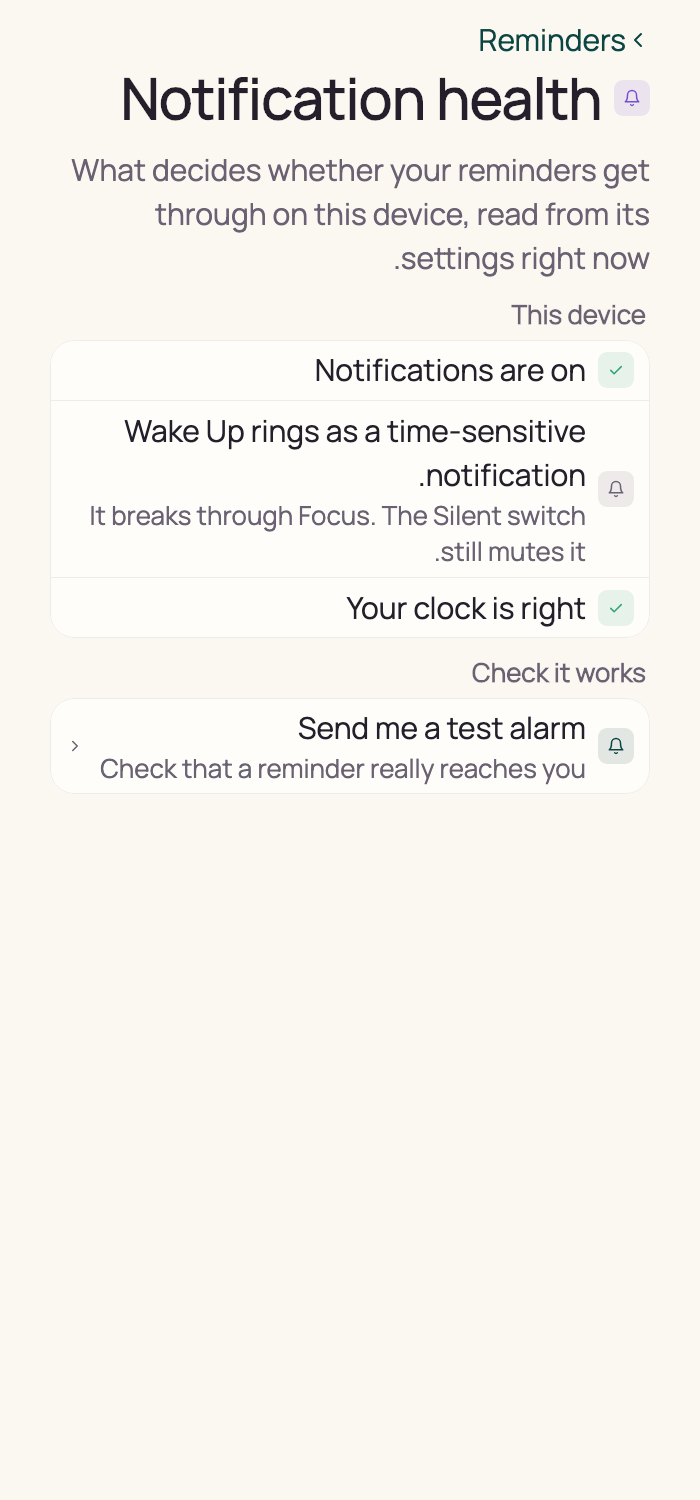 Reminders
Notification health
What decides whether your reminders get
through on this device, read from its
.settings right now
This device
Notifications are on
Wake Up rings as a time-sensitive
.notification
It breaks through Focus. The Silent switch
.still mutes it
Your clock is right
Check it works
Send me a test alarm
Check that a reminder really reaches you